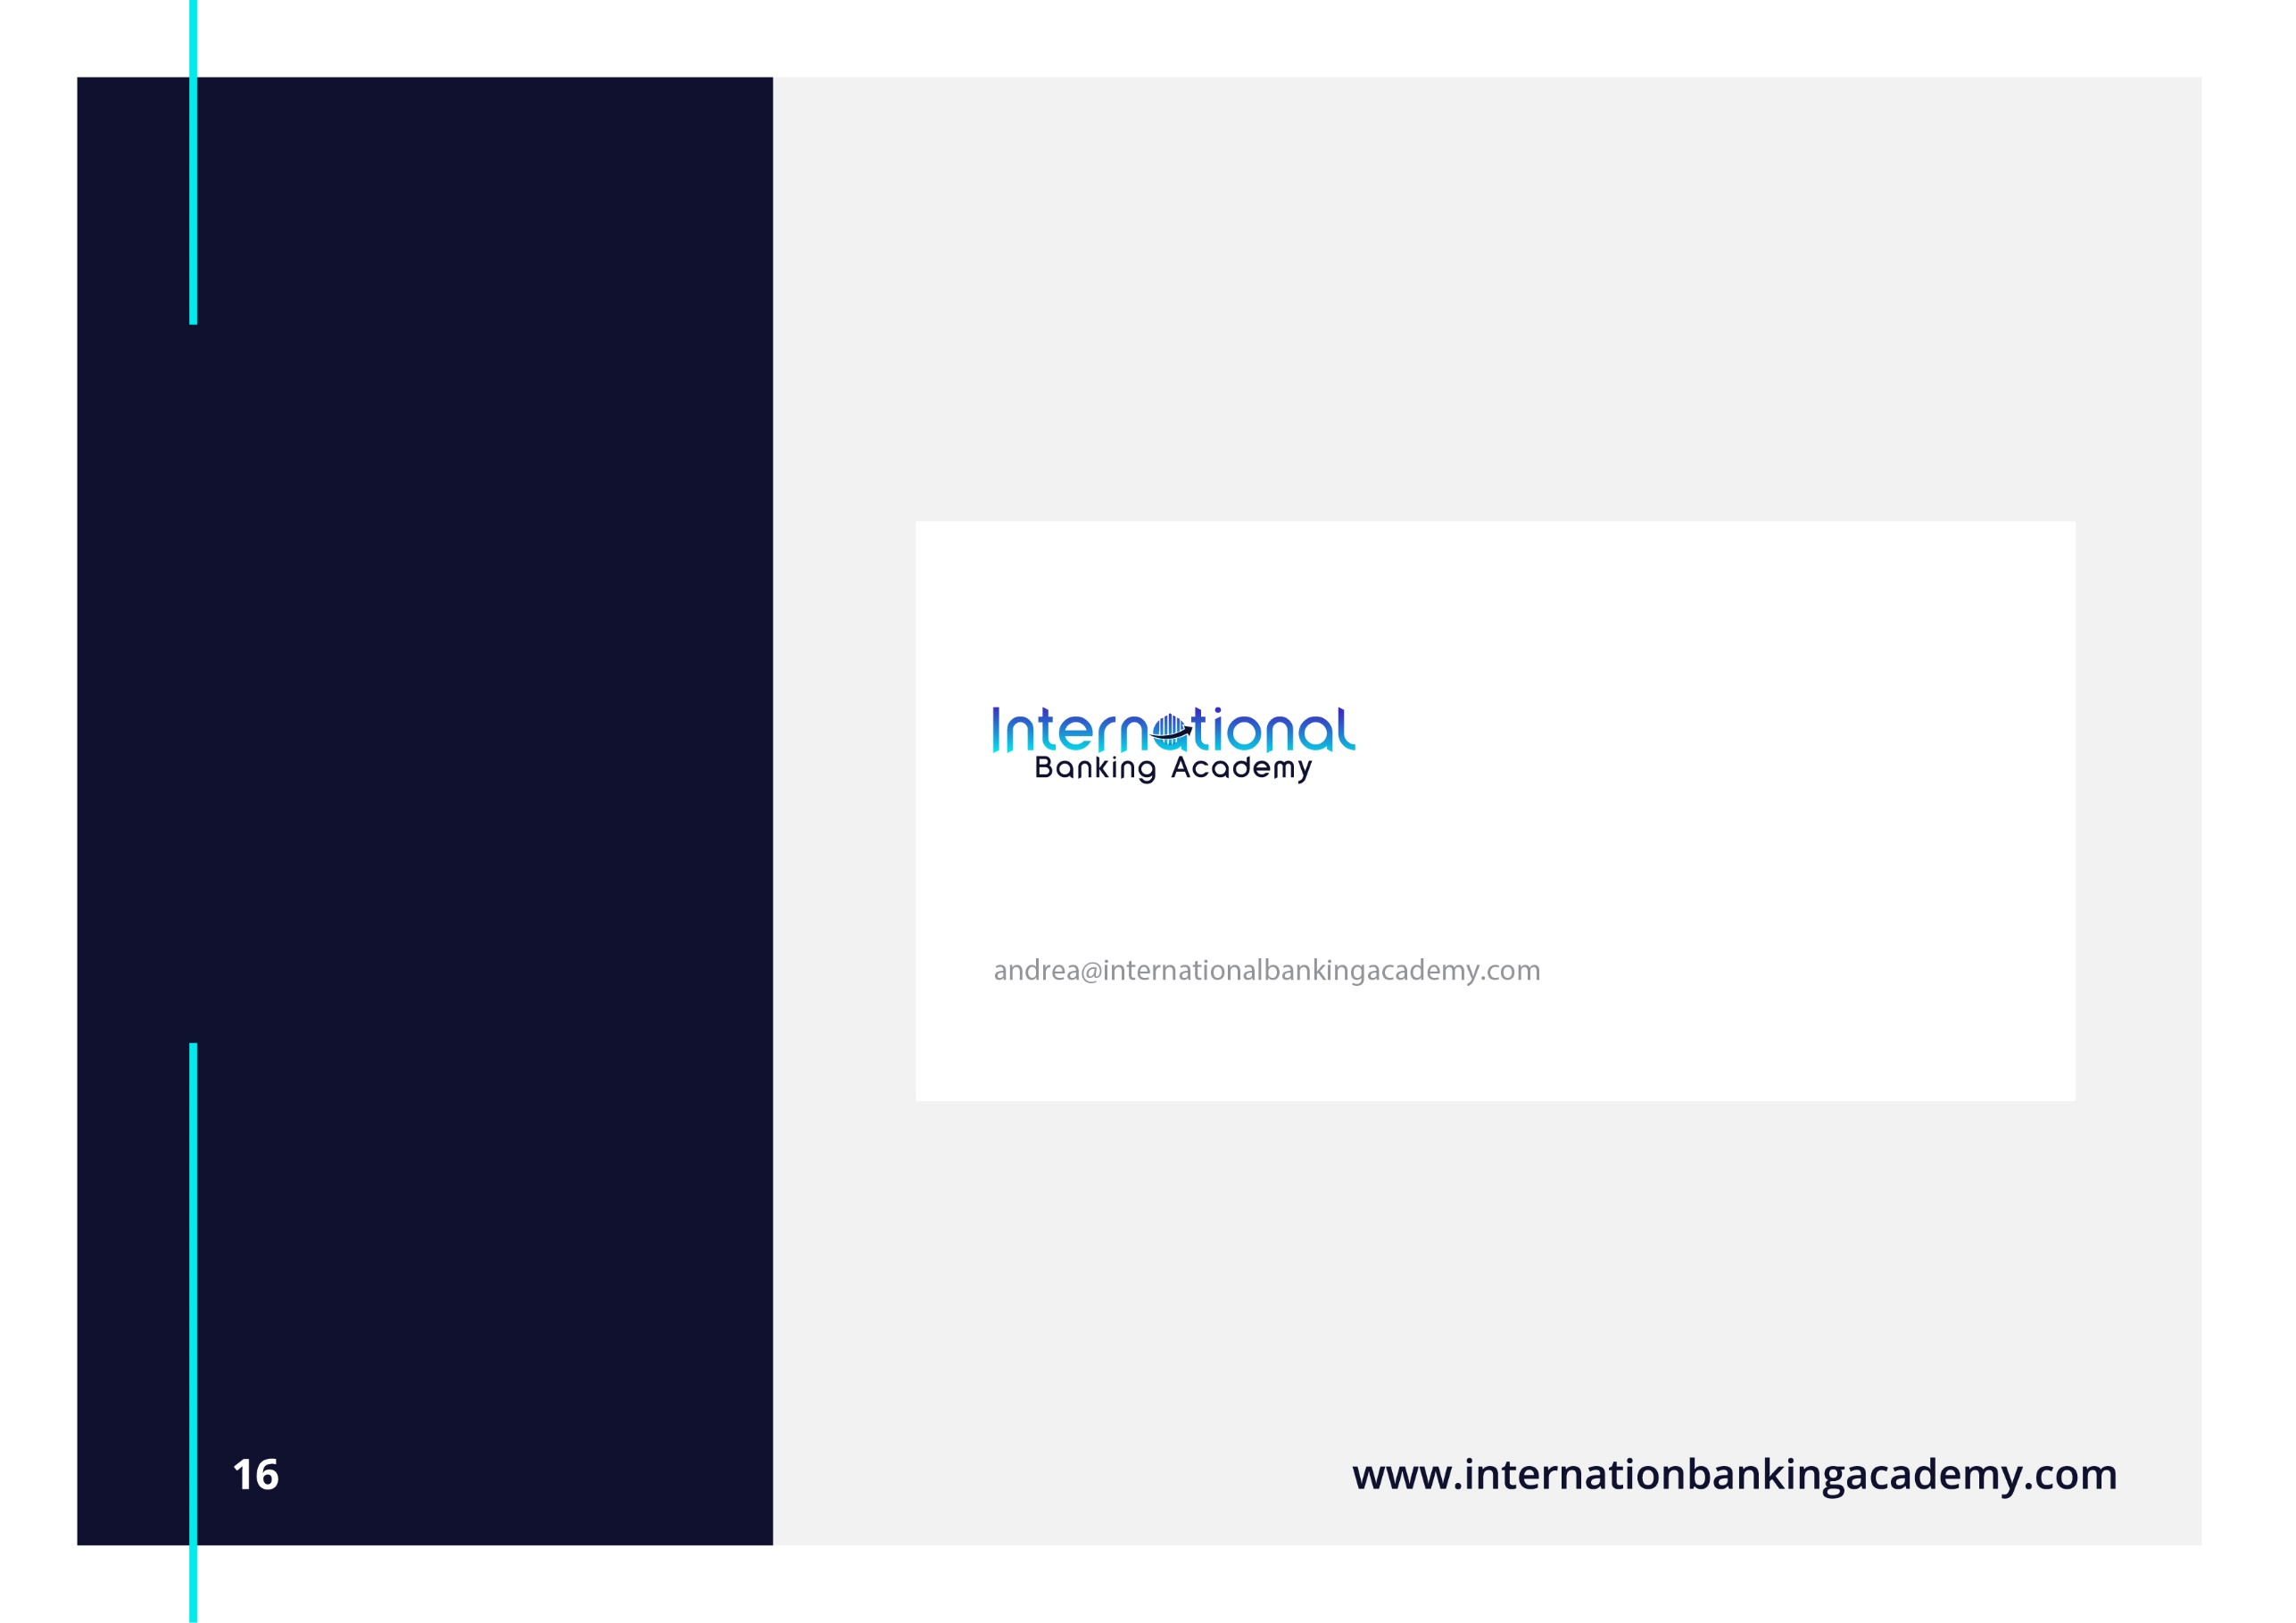 International
Banking Academy
andrea@internationalbankingacademy.com
16
www.internationbankingacademy.com